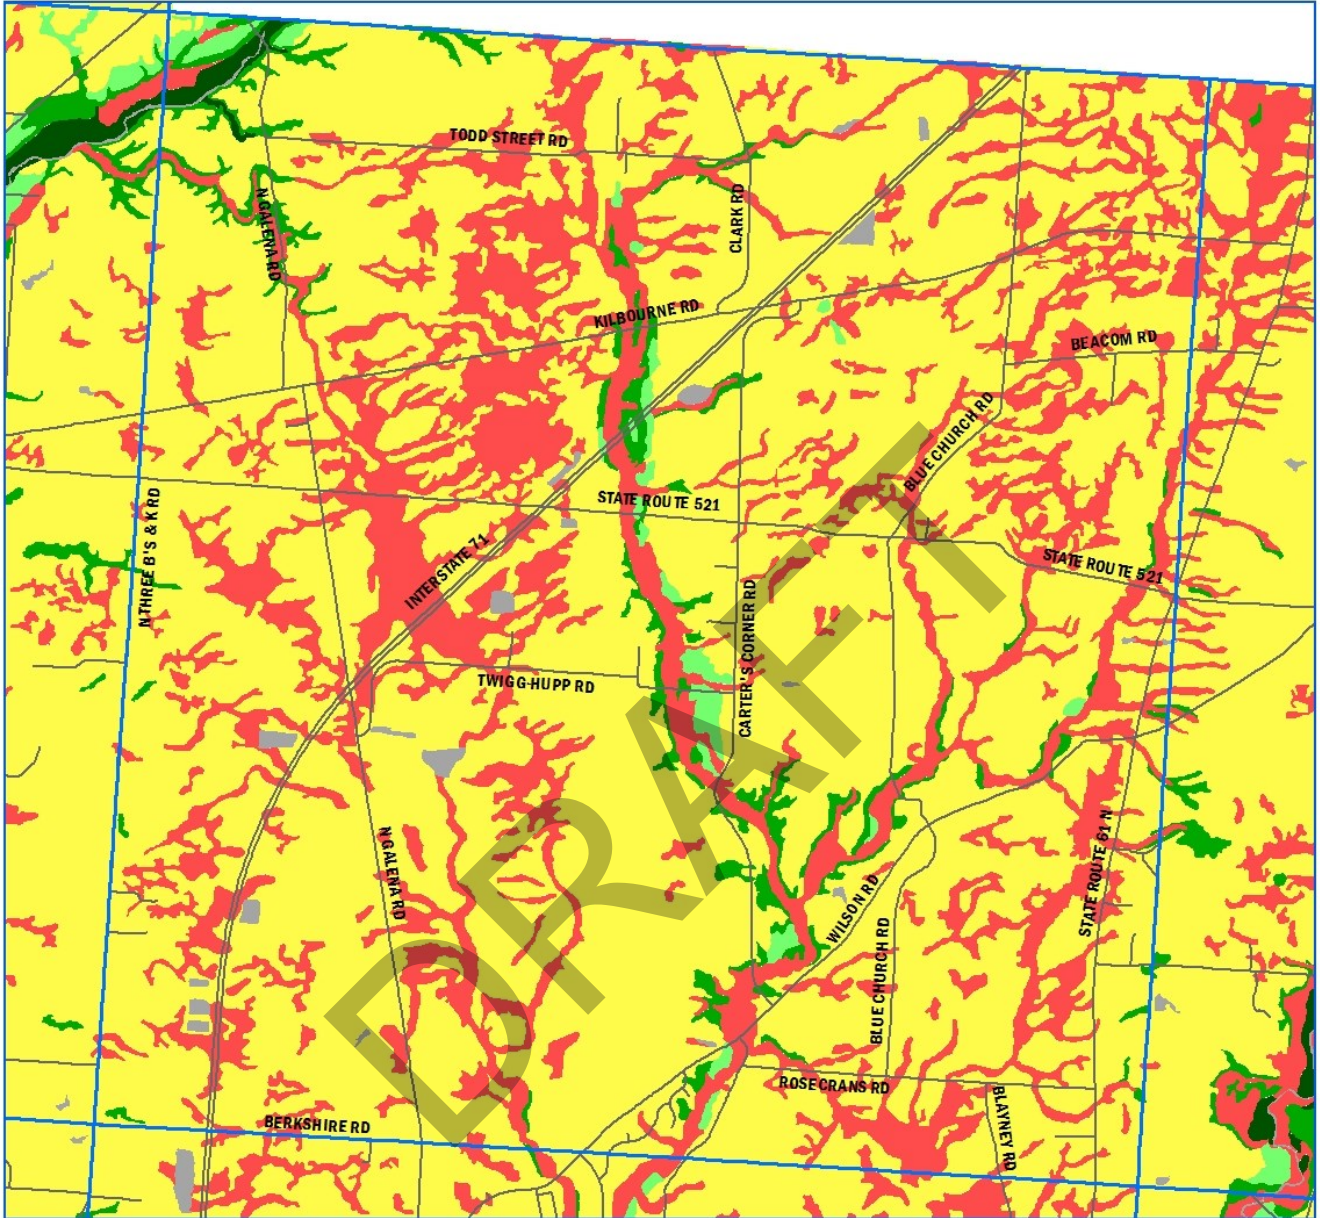 TODD STREET RD
N GALENA RD
CLARK RD
KILBOURNE RD
BEACOM RD
BLUE CHURCH RD
STATE ROUTE 521
N THREE B'S & K RD
INTERSTATE 71
STATE ROUTE 521
CARTER'S CORNER RD
TWIGG-HUPP RD
DRAFT
N GALENA RD
STATE ROUTE 61 N
WILSON RD
BLUE CHURCH RD
ROSECRANS RD
BLAYNEY RD
BERKSHIRE RD